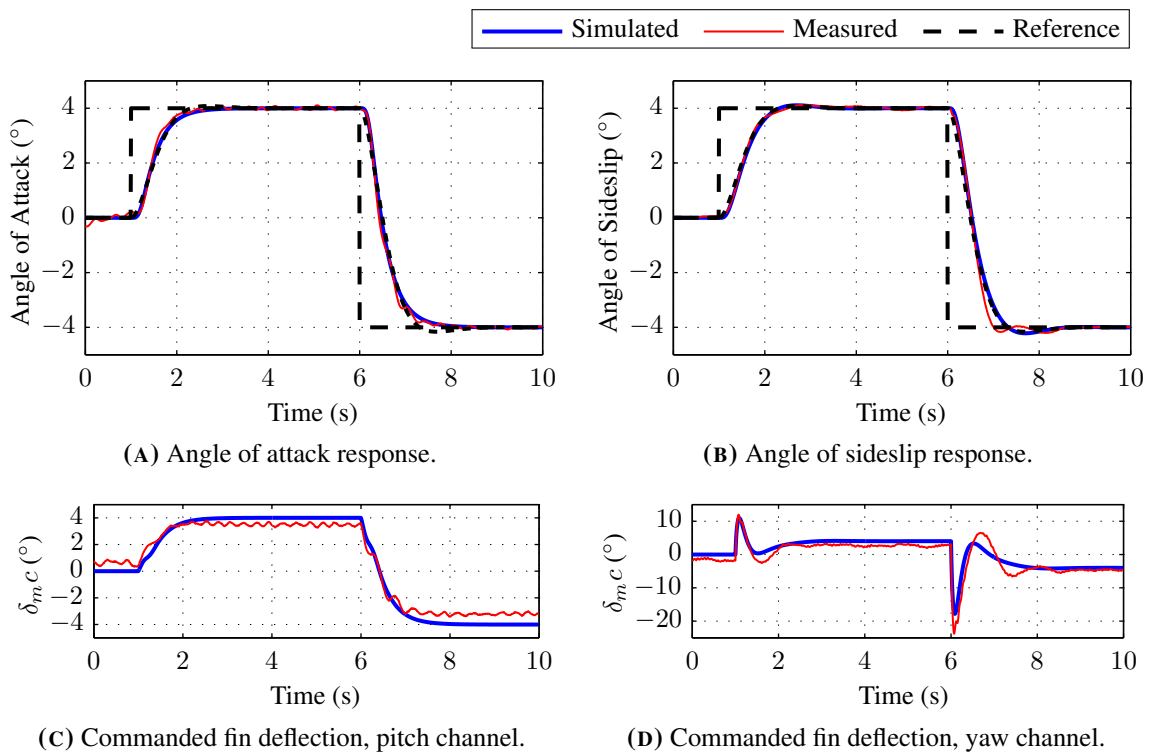 Simulated Measured Reference
Angle of Attack (°)
4
2
0
−2
−4
0 2 4 6 8 10
Time (s)
(A) Angle of attack response.
Angle of Sideslip (°)
4
2
0
−2
−4
0 2 4 6 8 10
Time (s)
(B) Angle of sideslip response.
δₘc (°)
4
2
0
−2
−4
0 2 4 6 8 10
Time (s)
(C) Commanded fin deflection, pitch channel.
δₘc (°)
10
0
−10
−20
0 2 4 6 8 10
Time (s)
(D) Commanded fin deflection, yaw channel.